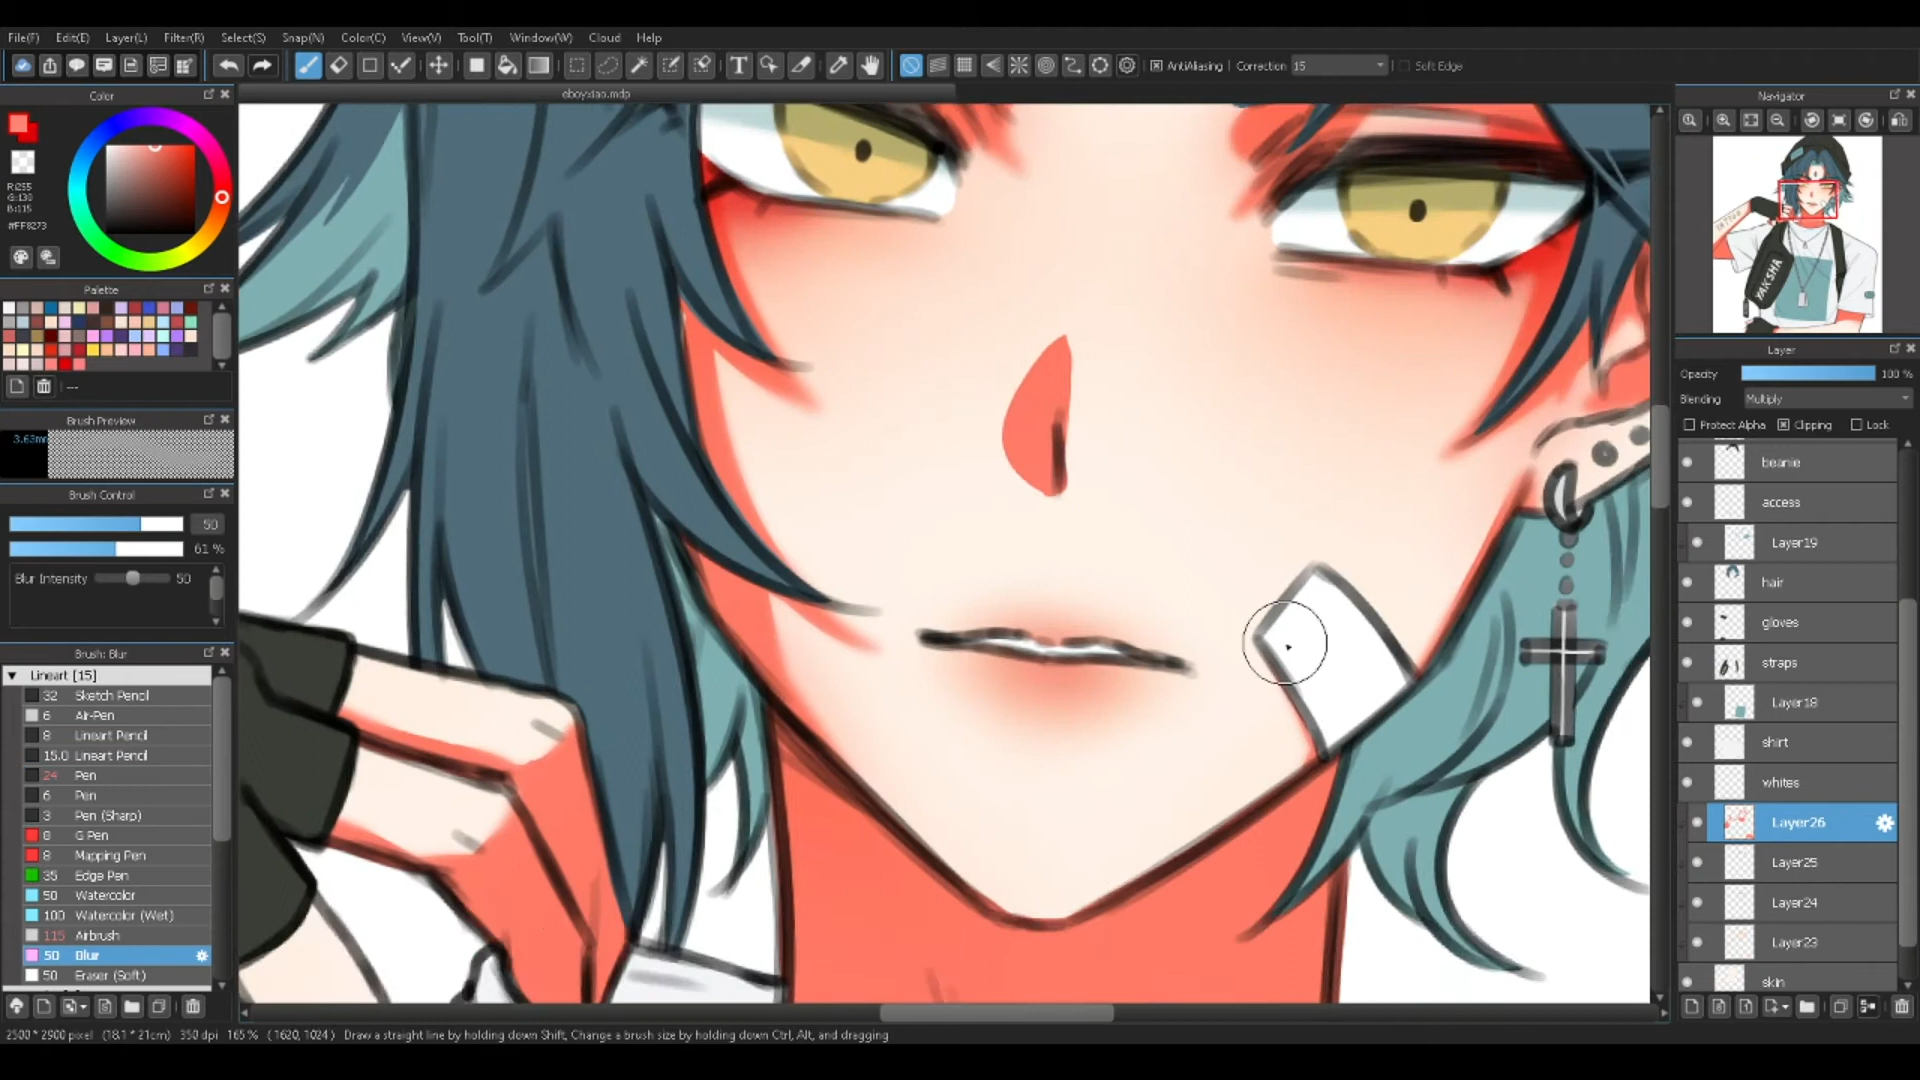 File(F) Edit(E) Layer(L) Filter(R) Select(S) Snap(N) Color(C) View(V) Tool(T) Window(W) Cloud Help
AntiAliasing Correction 15 Soft Edge
Color
eboyxiao.mdp
Navigator
R:255
G:130
B:115
#FF8273
YAKSHA
Palette
---
Layer
Opacity 100 %
Blending Multiply
Protect Alpha Clipping Lock
Brush Preview
3.63mm
Brush Control
50
61 %
Blur Intensity 50
beanie
access
Layer19
hair
gloves
straps
Layer18
shirt
whites
Layer26
Layer25
Layer24
Layer23
skin
Brush: Blur
Lineart [15]
32 Sketch Pencil
6 Air-Pen
8 Lineart Pencil
15.0 Lineart Pencil
24 Pen
6 Pen
3 Pen (Sharp)
8 G Pen
8 Mapping Pen
35 Edge Pen
50 Watercolor
100 Watercolor (Wet)
115 Airbrush
50 Blur
50 Eraser (Soft)
2500 * 2900 pixel (18.1 * 21cm) 350 dpi 165 % ( 1620, 1024 ) Draw a straight line by holding down Shift, Change a brush size by holding down Ctrl, Alt, and dragging